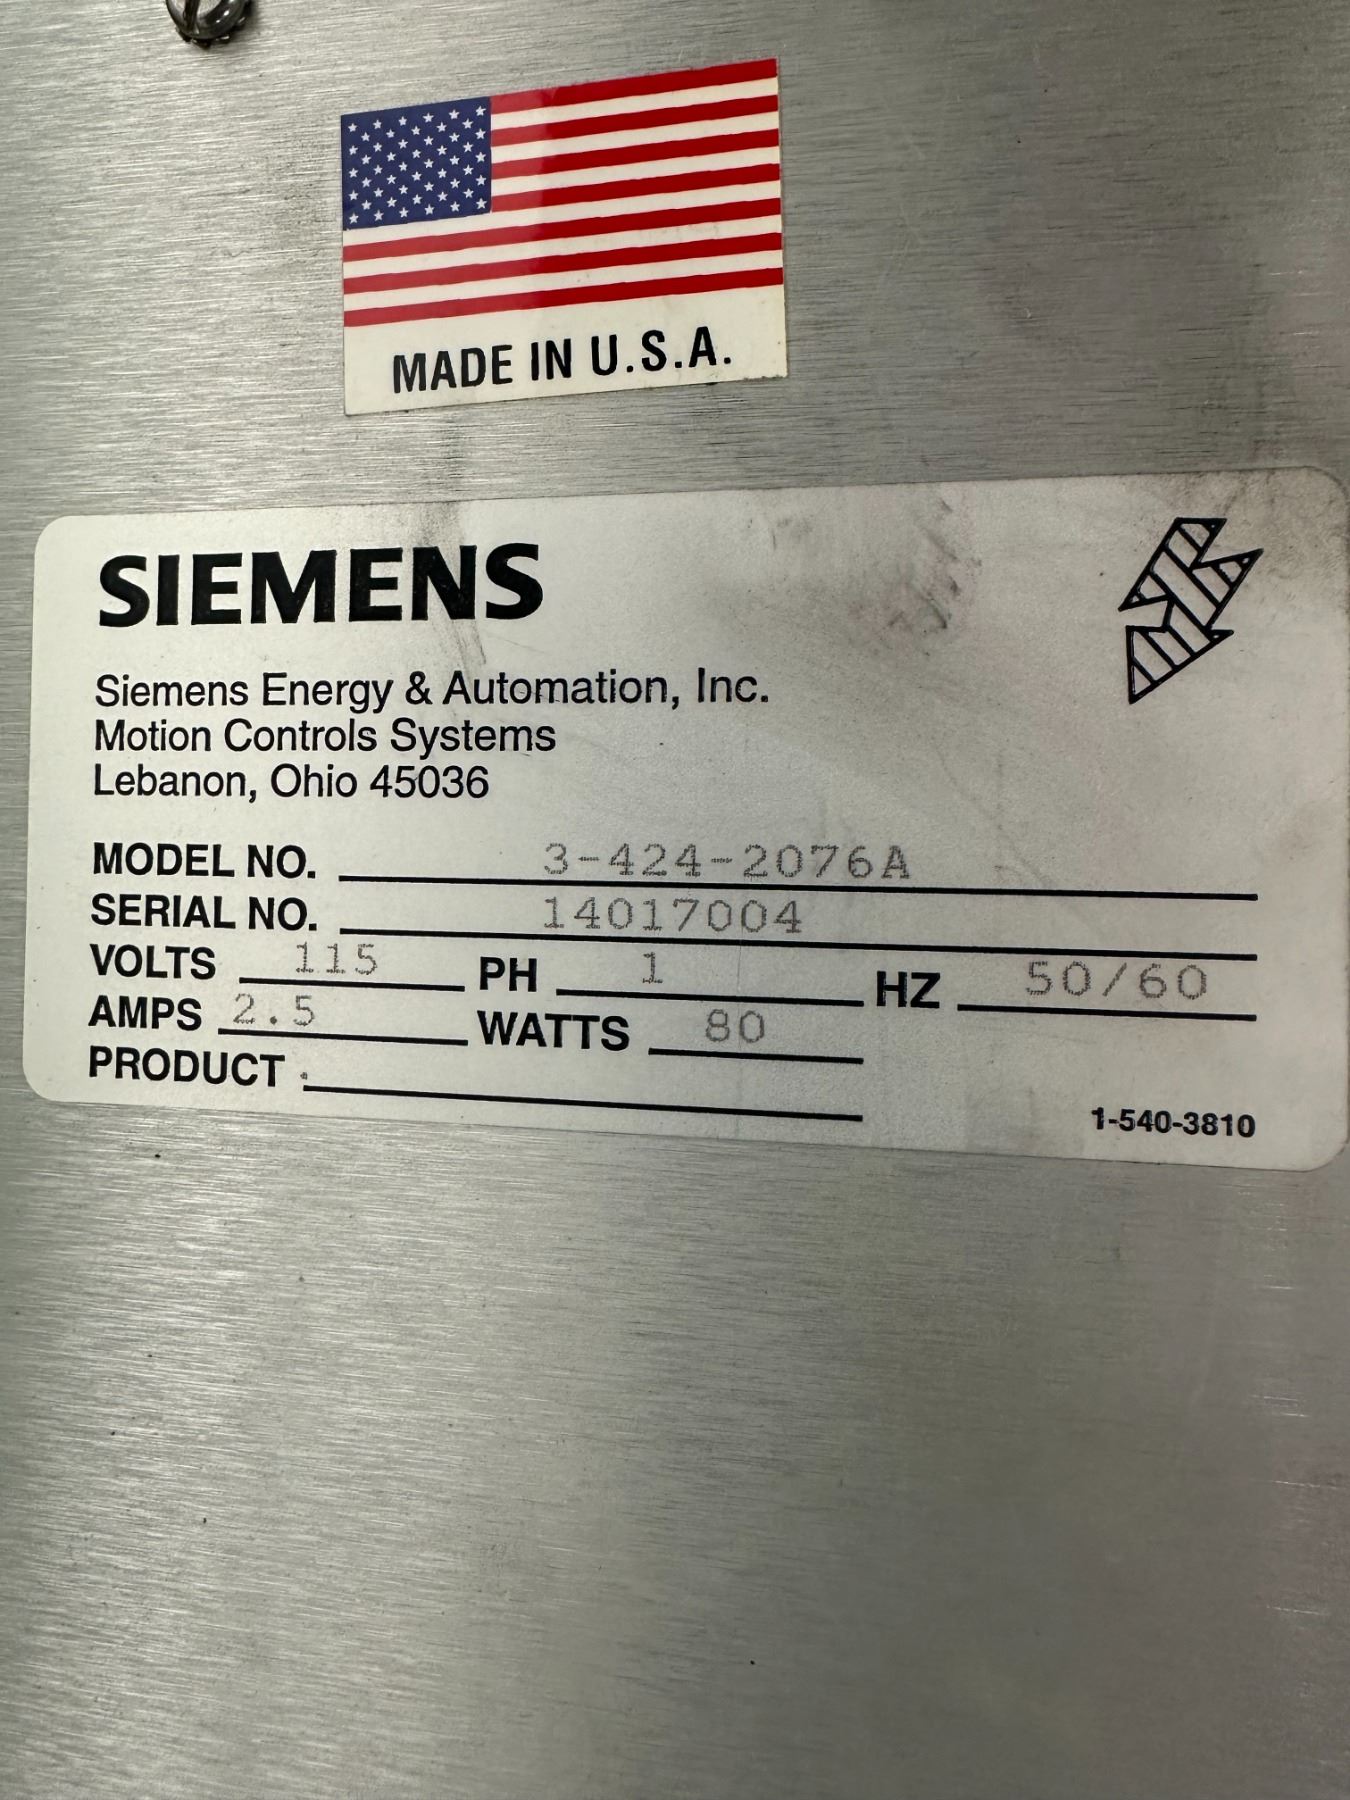 MADE IN U.S.A.
SIEMENS
Siemens Energy & Automation, Inc.
Motion Controls Systems
Lebanon, Ohio 45036
MODEL NO. 3-424-2076A
SERIAL NO. 14017004
VOLTS 115 PH 1 HZ 50/60
AMPS 2.5 WATTS 80
PRODUCT
1-540-3810